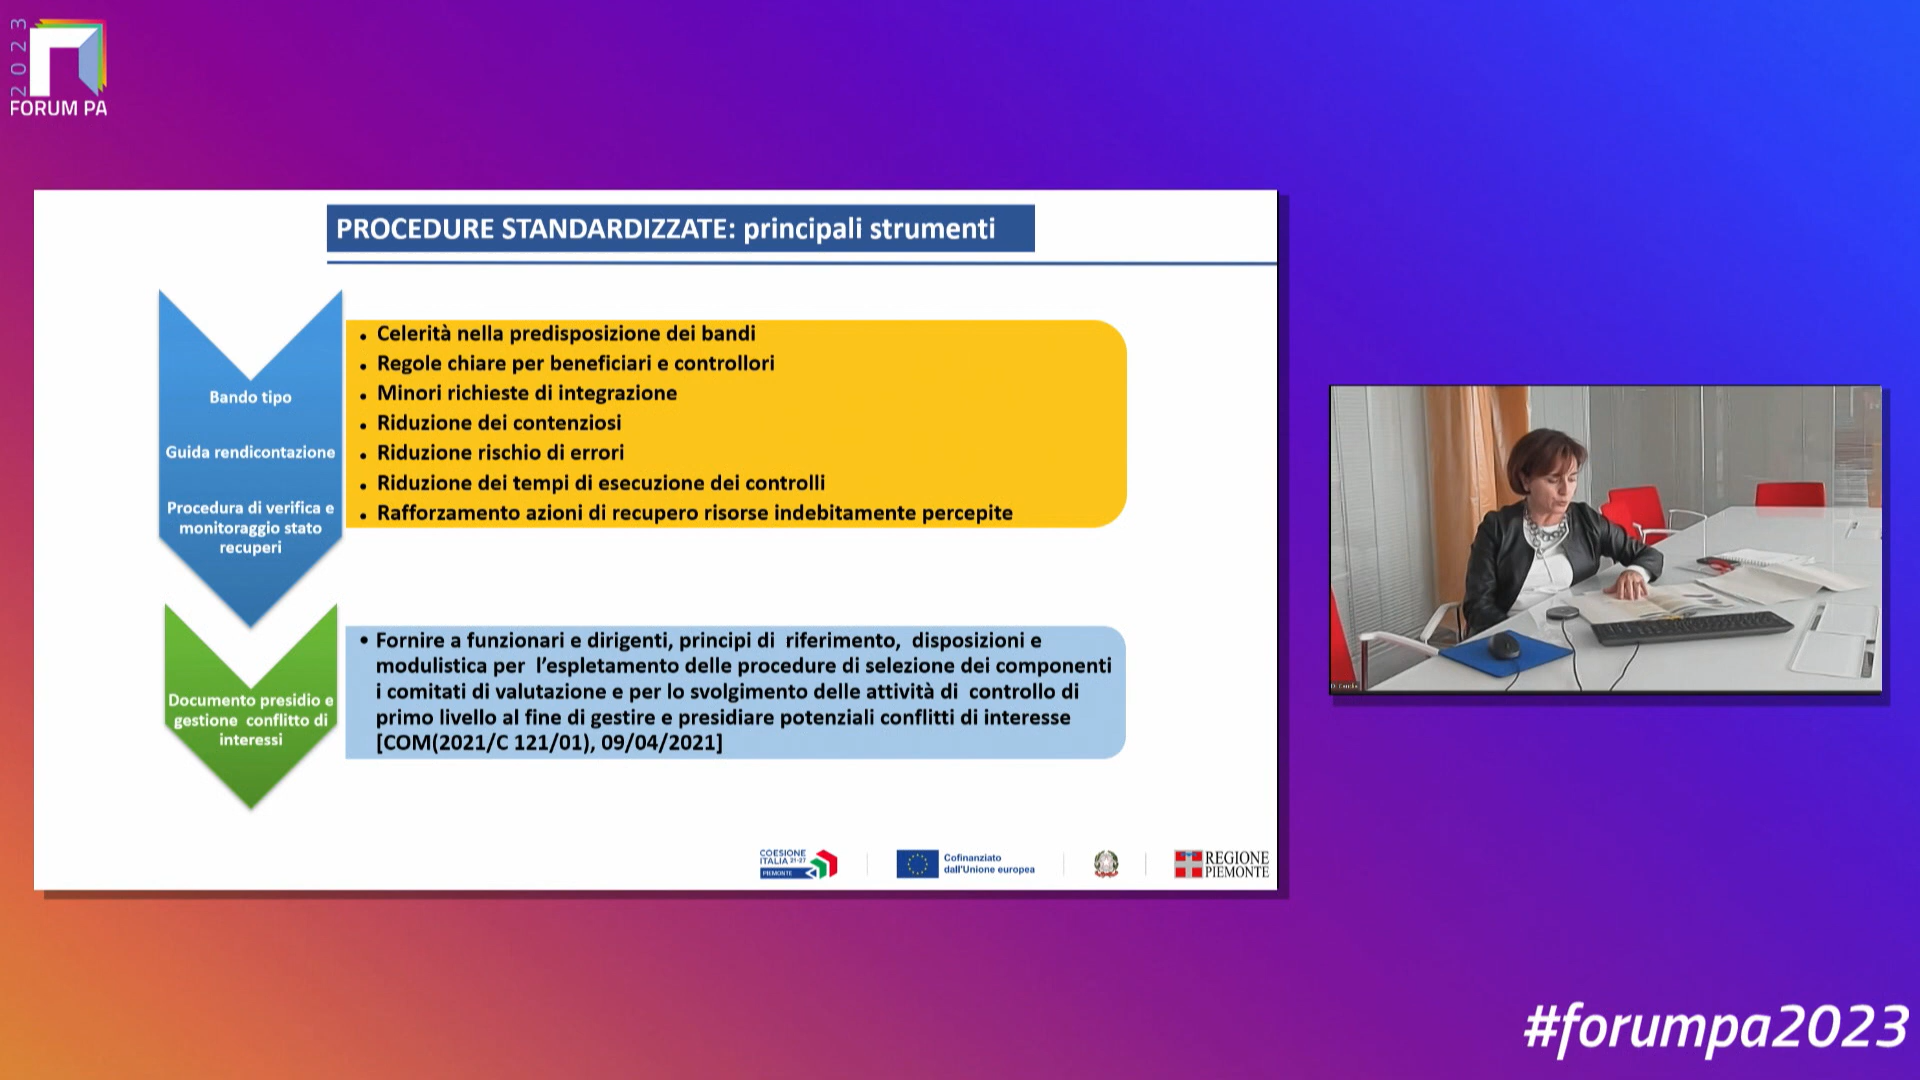 2023
FORUM PA
PROCEDURE STANDARDIZZATE: principali strumenti
Bando tipo
Guida rendicontazione
Procedura di verifica e
monitoraggio stato
recuperi
• Celerità nella predisposizione dei bandi
• Regole chiare per beneficiari e controllori
• Minori richieste di integrazione
• Riduzione dei contenziosi
• Riduzione rischio di errori
• Riduzione dei tempi di esecuzione dei controlli
• Rafforzamento azioni di recupero risorse indebitamente percepite
Documento presidio e
gestione conflitto di
interessi
• Fornire a funzionari e dirigenti, principi di riferimento, disposizioni e
modulistica per l’espletamento delle procedure di selezione dei componenti
i comitati di valutazione e per lo svolgimento delle attività di controllo di
primo livello al fine di gestire e presidiare potenziali conflitti di interesse
[COM(2021/C 121/01), 09/04/2021]
COESIONE
ITALIA 21-27
PIEMONTE
Cofinanziato
dall'Unione europea
REGIONE
PIEMONTE
#forumpa2023